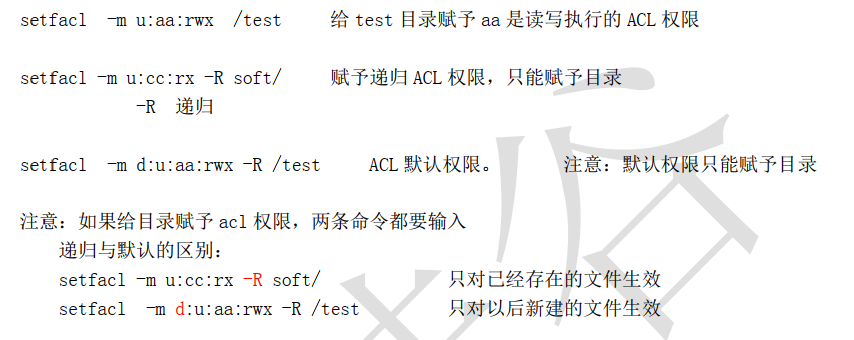 setfacl -m u:aa:rwx /test 给 test 目录赋予 aa 是读写执行的 ACL 权限
setfacl -m u:cc:rx -R soft/ 赋予递归 ACL 权限，只能赋予目录
-R 递归
setfacl -m d:u:aa:rwx -R /test ACL 默认权限。 注意：默认权限只能赋予目录
注意：如果给目录赋予 acl 权限，两条命令都要输入
递归与默认的区别：
setfacl -m u:cc:rx -R soft/ 只对已经存在的文件生效
setfacl -m d:u:aa:rwx -R /test 只对以后新建的文件生效